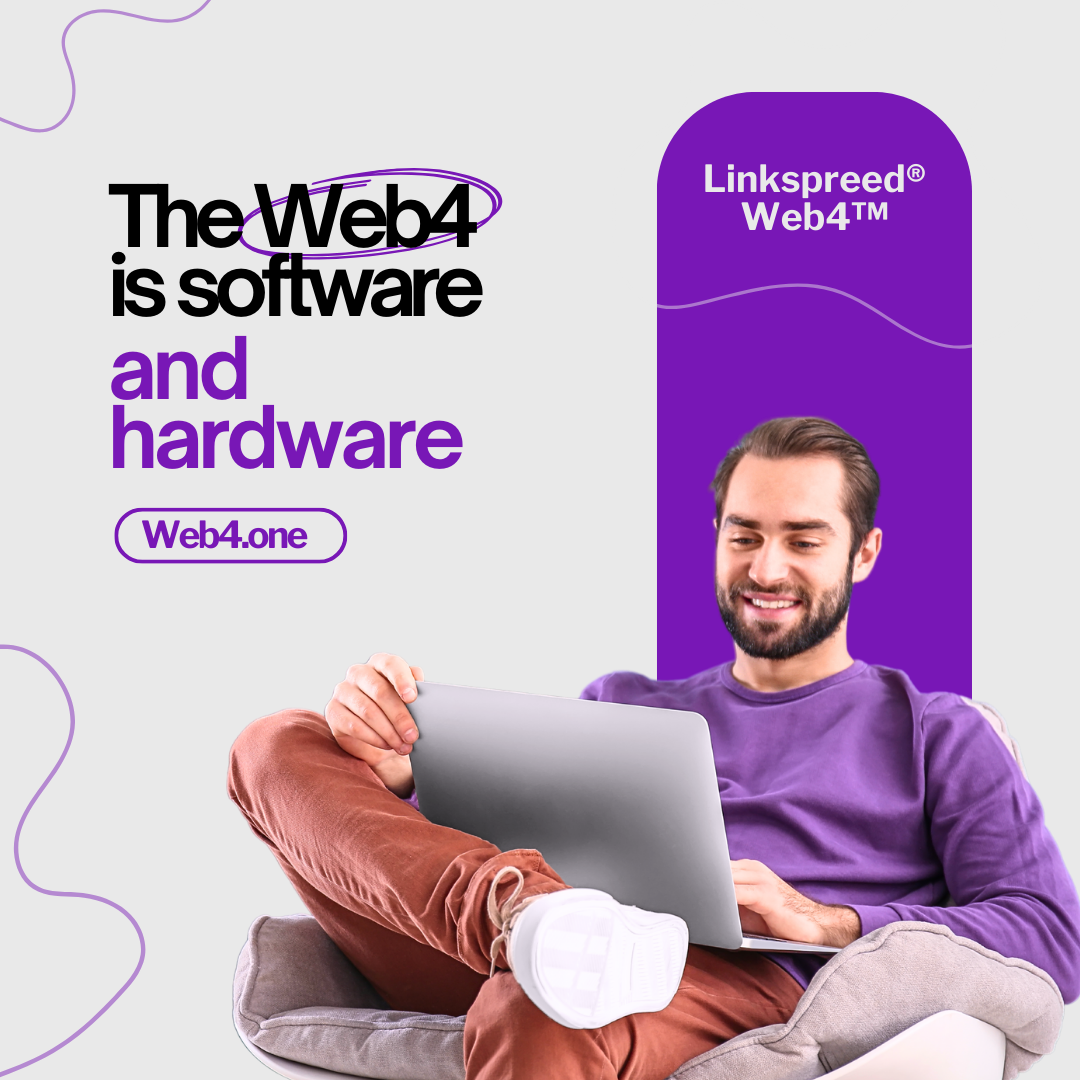 The Web4
is software
and
hardware
Web4.one
Linkspreed®
Web4™